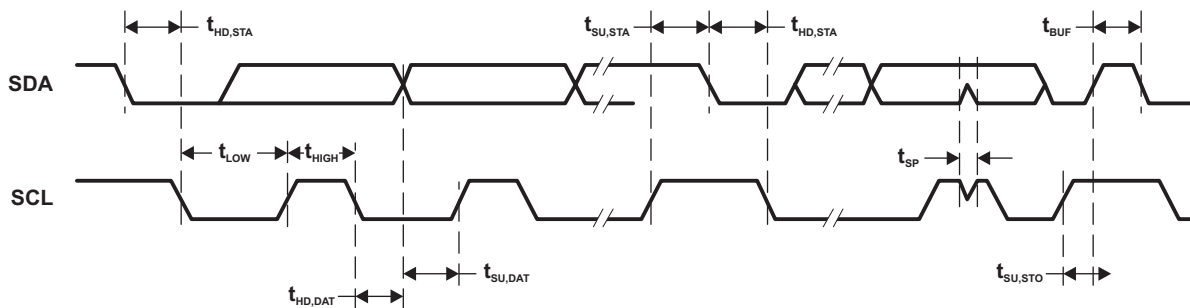 tHD,STA
tSU,STA
tHD,STA
tBUF
SDA
tLOW
tHIGH
tSP
SCL
tSU,DAT
tSU,STO
tHD,DAT